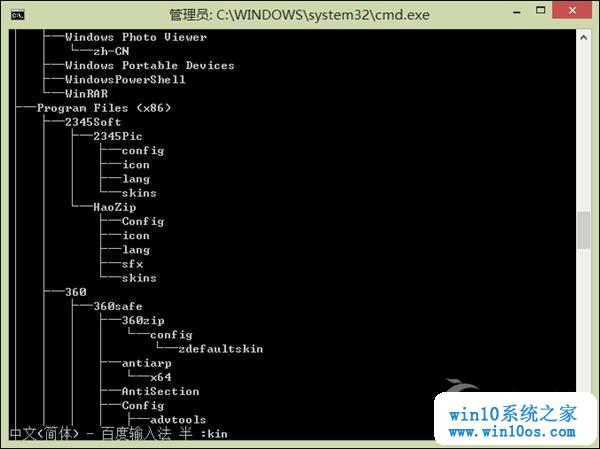 管理员: C:\WINDOWS\system32\cmd.exe
Windows Photo Viewer
zh-CN
Windows Portable Devices
WindowsPowerShell
WinRAR
Program Files (x86)
2345Soft
2345Pic
config
icon
lang
skins
HaoZip
Config
icon
lang
sfx
skins
360
360safe
360zip
config
zdefaultskin
antiarp
x64
AntiSection
Config
advtools
中文(简体) - 百度输入法 半 :kin
win10系统之家
www.win10os.com